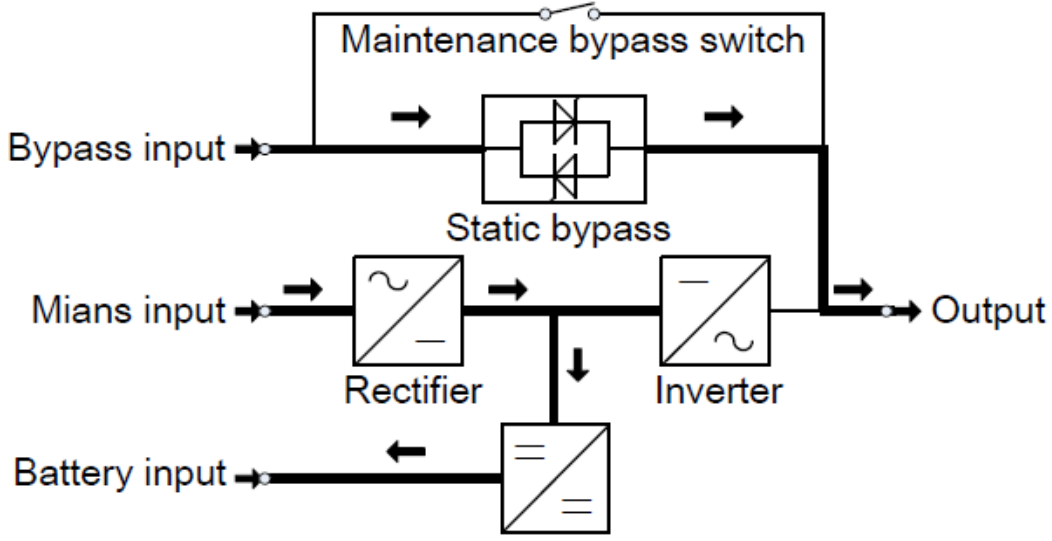 Maintenance bypass switch
Bypass input
Static bypass
Mians input
Output
Rectifier
Inverter
Battery input